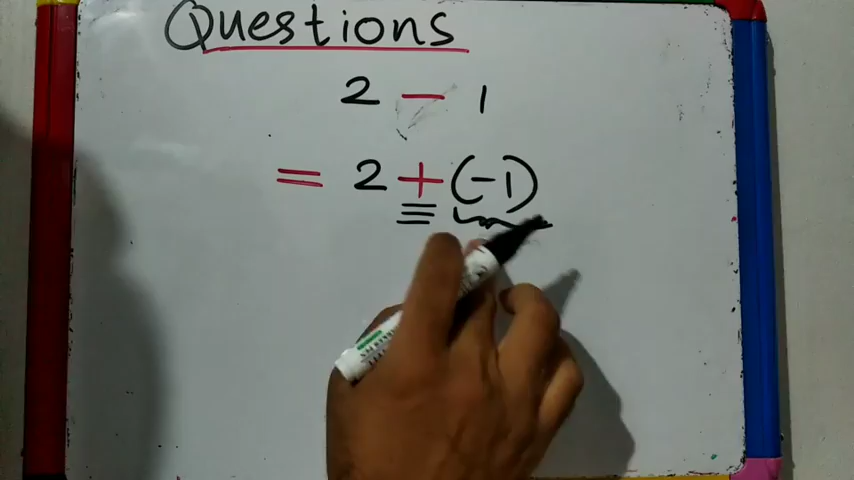 Questions
2 - 1
= 2 + (-1)